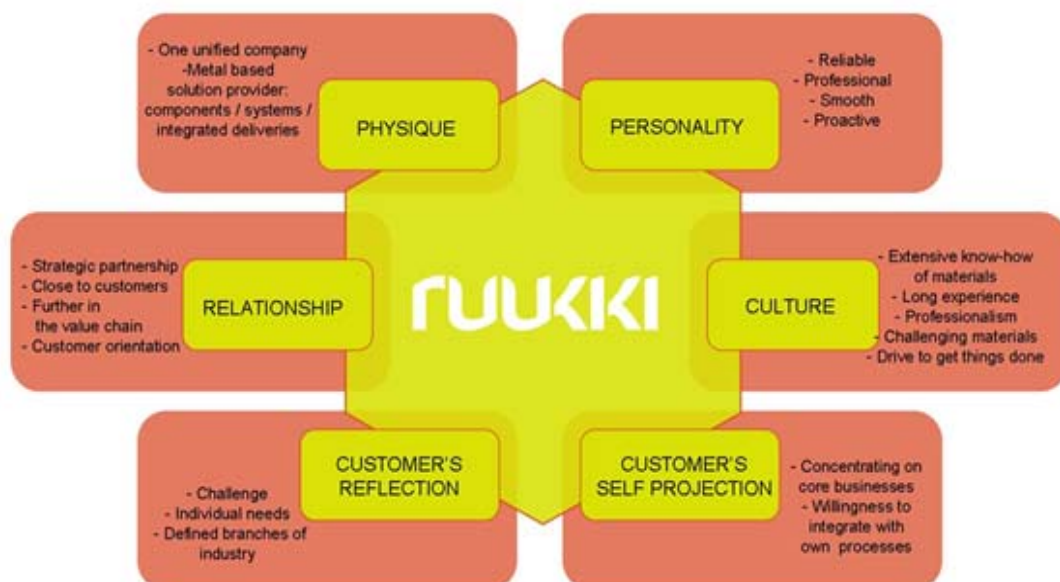 - One unified company
-Metal based
solution provider:
components / systems /
integrated deliveries
PHYSIQUE
PERSONALITY
- Reliable
- Professional
- Smooth
- Proactive
- Strategic partnership
- Close to customers
- Further in
the value chain
- Customer orientation
RELATIONSHIP
ruukki
CULTURE
- Extensive know-how
of materials
- Long experience
- Professionalism
- Challenging materials
- Drive to get things done
- Challenge
- Individual needs
- Defined branches of
industry
CUSTOMER'S
REFLECTION
CUSTOMER'S
SELF PROJECTION
- Concentrating on
core businesses
- Willingness to
integrate with
own processes